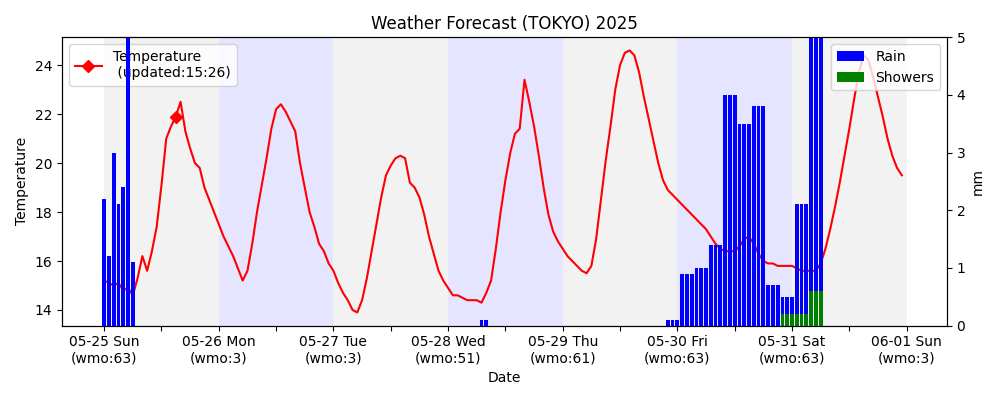 Weather Forecast (TOKYO) 2025
Temperature
(updated:15:26)
Rain
Showers
Temperature
24
22
20
18
16
14
5
4
3
2
1
0
mm
05-25 Sun
(wmo:63)
05-26 Mon
(wmo:3)
05-27 Tue
(wmo:3)
05-28 Wed
(wmo:51)
05-29 Thu
(wmo:61)
05-30 Fri
(wmo:63)
05-31 Sat
(wmo:63)
06-01 Sun
(wmo:3)
Date